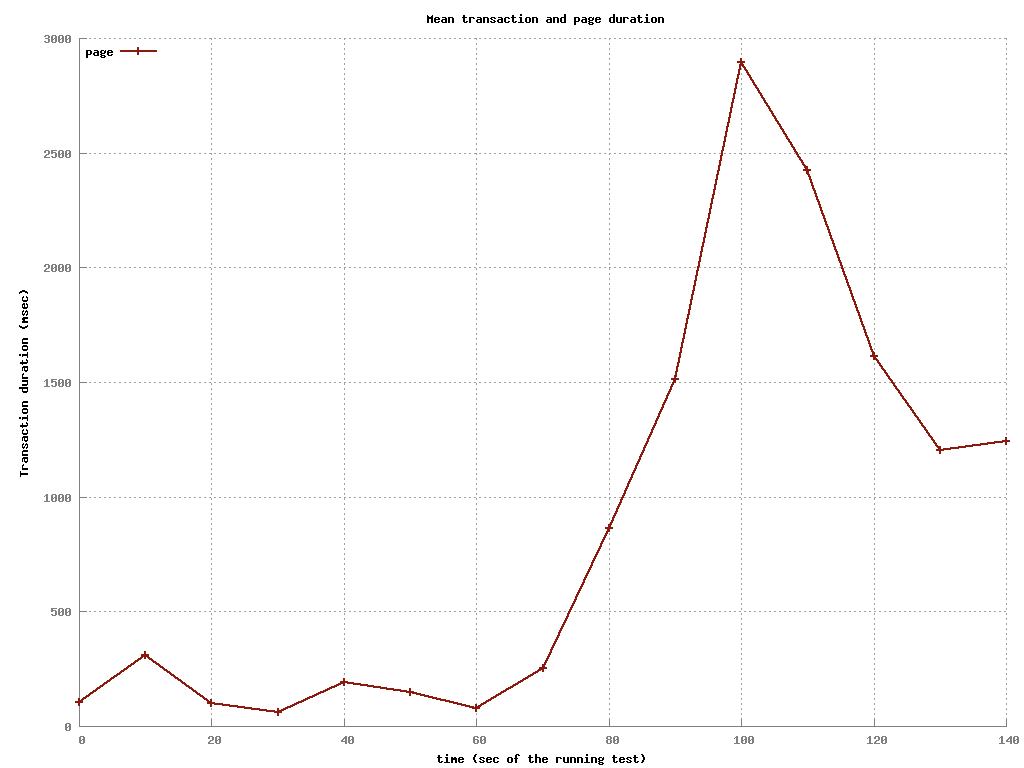 Mean transaction and page duration
page
3000
2500
2000
1500
1000
500
0
Transaction duration (msec)
0 20 40 60 80 100 120 140
time (sec of the running test)